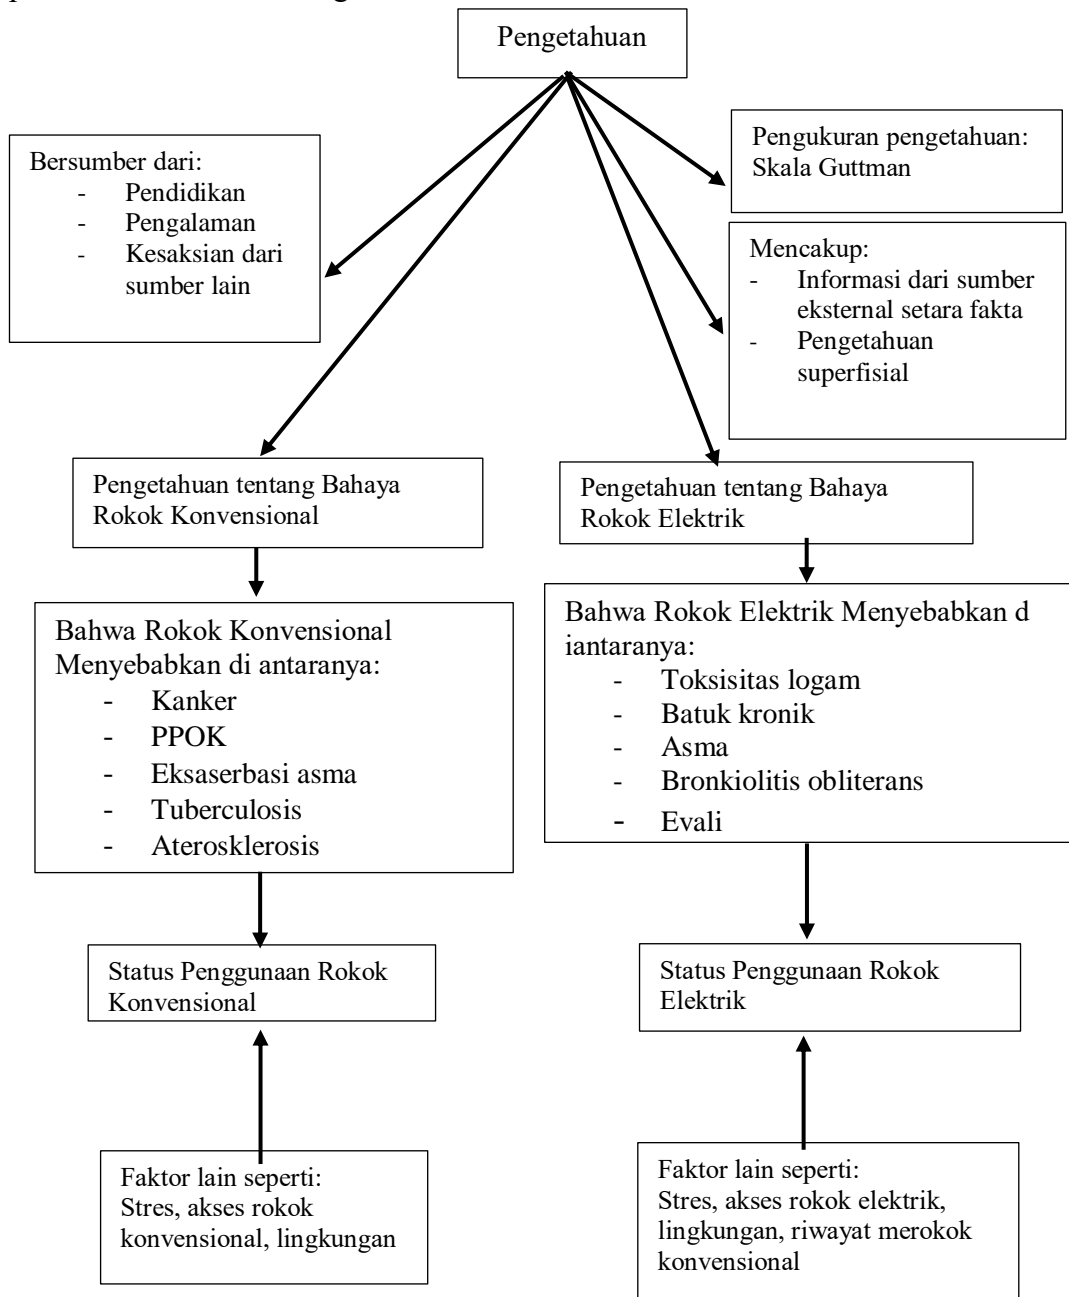 Pengetahuan
Bersumber dari:
- Pendidikan
- Pengalaman
- Kesaksian dari
sumber lain
Pengukuran pengetahuan:
Skala Guttman
Mencakup:
- Informasi dari sumber
eksternal setara fakta
- Pengetahuan
superfisial
Pengetahuan tentang Bahaya
Rokok Konvensional
Pengetahuan tentang Bahaya
Rokok Elektrik
Bahwa Rokok Konvensional
Menyebabkan di antaranya:
- Kanker
- PPOK
- Eksaserbasi asma
- Tuberculosis
- Aterosklerosis
Bahwa Rokok Elektrik Menyebabkan d
iantaranya:
- Toksisitas logam
- Batuk kronik
- Asma
- Bronkiolitis obliterans
- Evali
Status Penggunaan Rokok
Konvensional
Status Penggunaan Rokok
Elektrik
Faktor lain seperti:
Stres, akses rokok
konvensional, lingkungan
Faktor lain seperti:
Stres, akses rokok elektrik,
lingkungan, riwayat merokok
konvensional